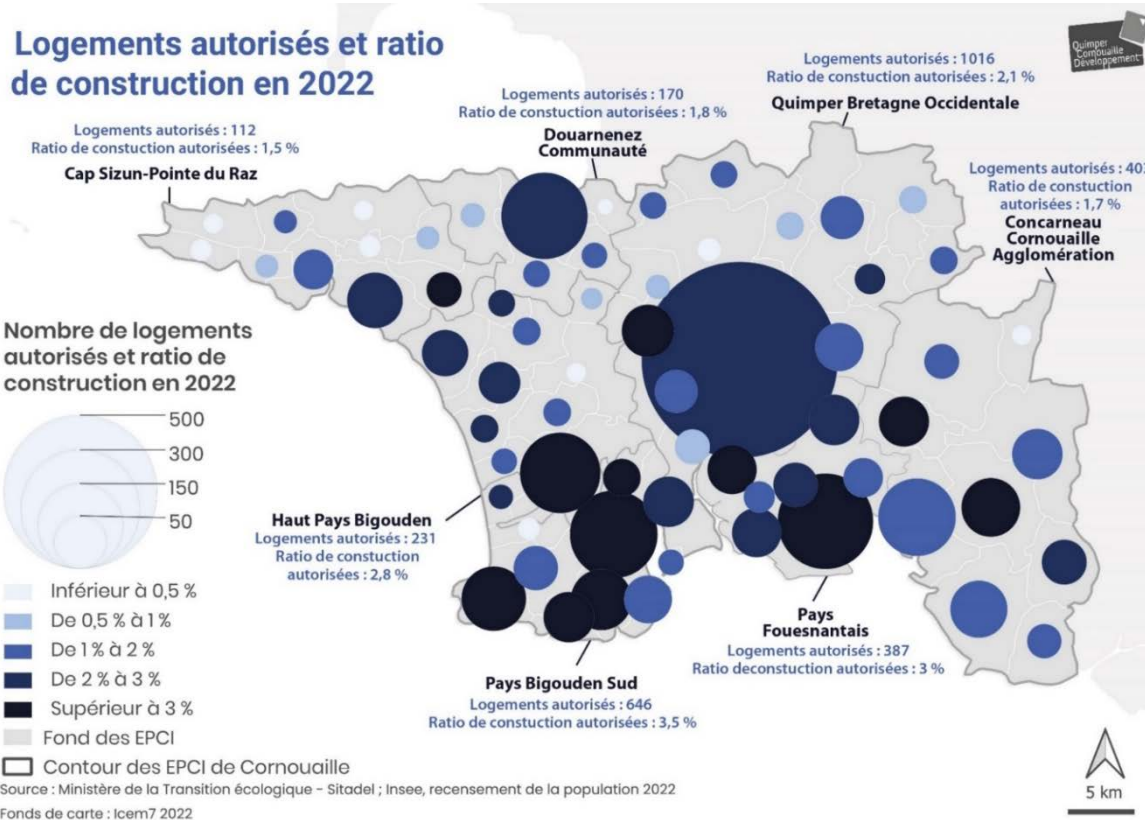 Logements autorisés et ratio
de construction en 2022
Quimper
Cornouaille
Développement
Logements autorisés : 112
Ratio de constuction autorisées : 1,5 %
Cap Sizun-Pointe du Raz
Logements autorisés : 170
Ratio de constuction autorisées : 1,8 %
Douarnenez
Communauté
Logements autorisés : 1016
Ratio de constuction autorisées : 2,1 %
Quimper Bretagne Occidentale
Logements autorisés :
Ratio de constuction
autorisées : 1,7 %
Concarneau
Cornouaille
Agglomération
Nombre de logements
autorisés et ratio de
construction en 2022
500
300
150
50
Inférieur à 0,5 %
De 0,5 % à 1 %
De 1 % à 2 %
De 2 % à 3 %
Supérieur à 3 %
Fond des EPCI
Contour des EPCI de Cornouaille
Haut Pays Bigouden
Logements autorisés : 231
Ratio de constuction
autorisées : 2,8 %
Pays Bigouden Sud
Logements autorisés : 646
Ratio de constuction autorisées : 3,5 %
Pays
Fouesnantais
Logements autorisés : 387
Ratio deconstuction autorisées : 3 %
5 km
Source : Ministère de la Transition écologique - Sitadel ; Insee, recensement de la population 2022
Fonds de carte : Icem7 2022